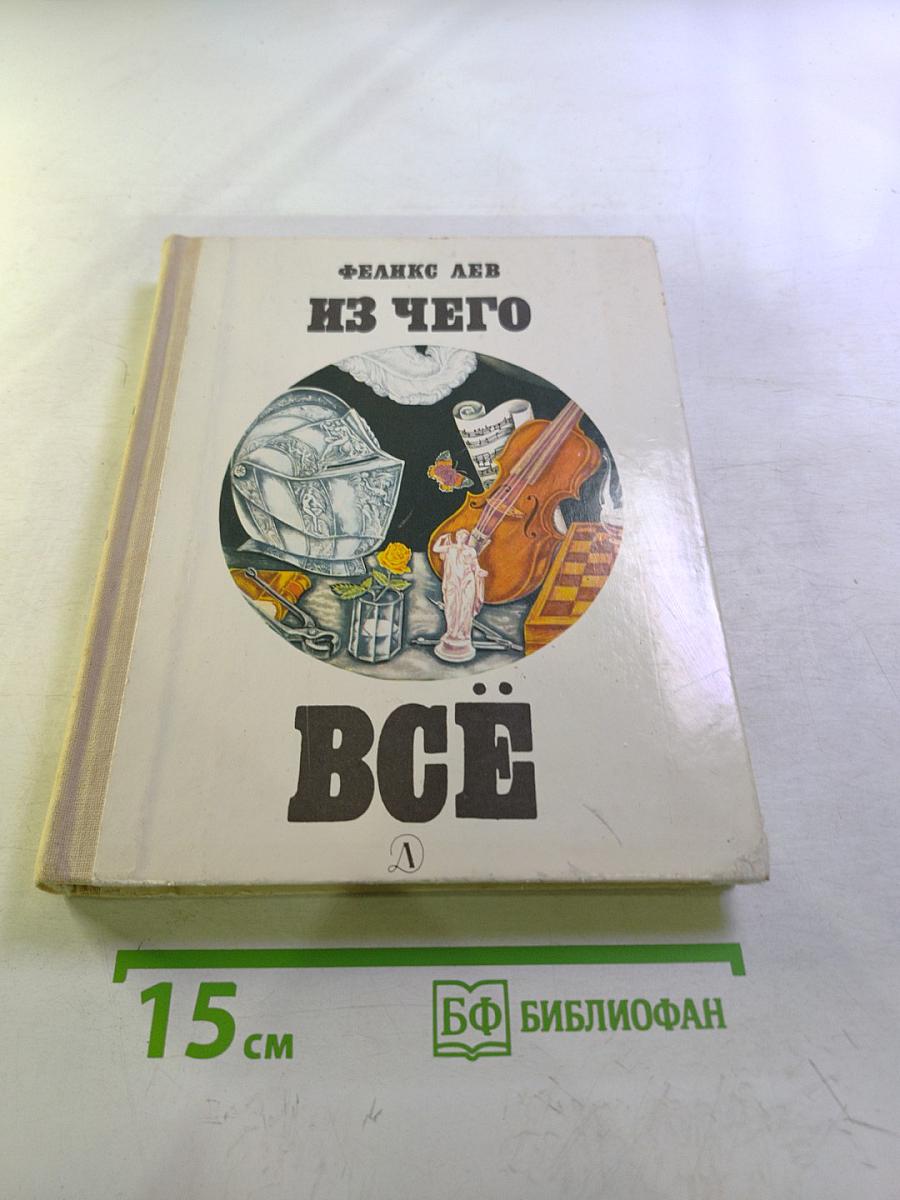 ФЕЛИКС ЛЕВ
ИЗ ЧЕГО
ВСЁ
Д
15 см
БФ БИБЛИОФАН